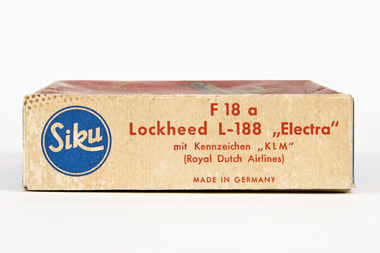 Siku
F 18 a
Lockheed L-188 „Electra“
mit Kennzeichen „KLM“
(Royal Dutch Airlines)
MADE IN GERMANY